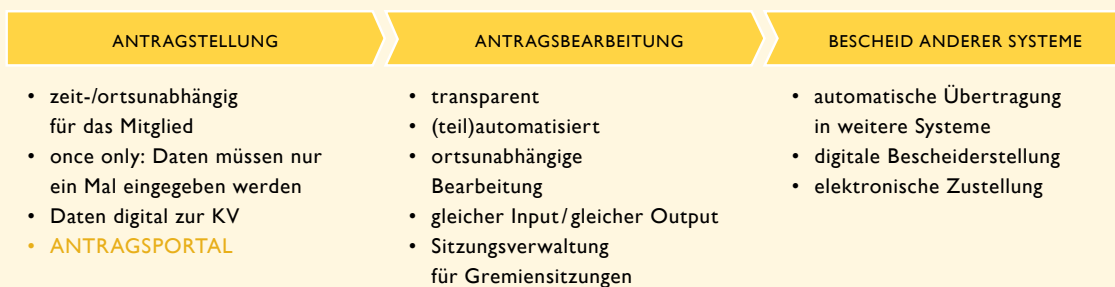 ANTRAGSTELLUNG
• zeit-/ortsunabhängig
für das Mitglied
• once only: Daten müssen nur
ein Mal eingegeben werden
• Daten digital zur KV
• ANTRAGSPORTAL
ANTRAGSBEARBEITUNG
• transparent
• (teil)automatisiert
• ortsunabhängige
Bearbeitung
• gleicher Input/gleicher Output
• Sitzungsverwaltung
für Gremiensitzungen
BESCHEID ANDERER SYSTEME
• automatische Übertragung
in weitere Systeme
• digitale Bescheiderstellung
• elektronische Zustellung